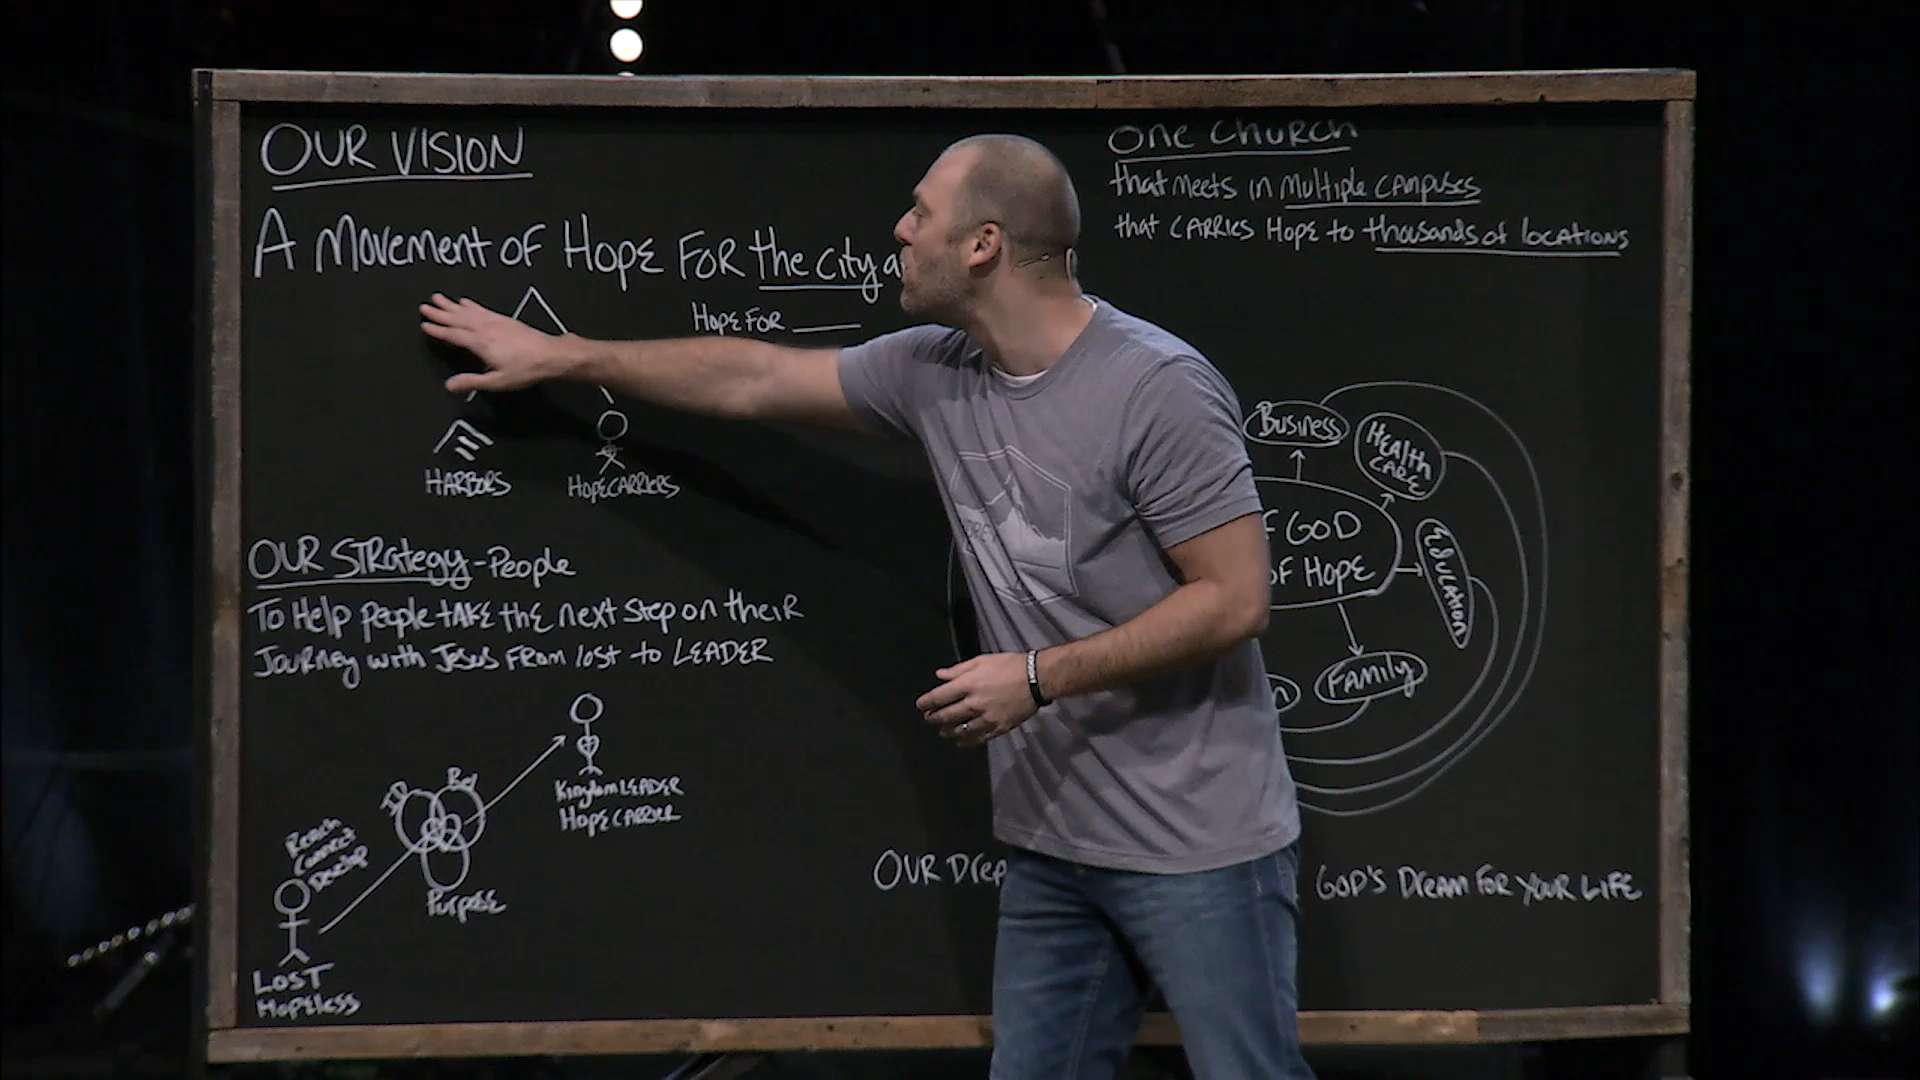 OUR VISION
A MOVEMENT OF HOPE FOR the city a
HOPE FOR ____
HARBORS
HOPECARRIERS
OUR STRATEGY - PEOPLE
TO Help people TAKE the next Step on their
Journey with Jesus FROM lost to LEADER
Kingdom LEADER
HOPE CARRIER
ID
Purpose
Reach
Connect
Develop
LOST
HOPELESS
One Church
that meets in multiple campuses
that CARRIES Hope to thousands of locations
Business
HEALTH
CARE
Education
F GOD
OF HOPE
FAMILY
n
OUR Drea
GOD'S DREAM FOR YOUR LIFE